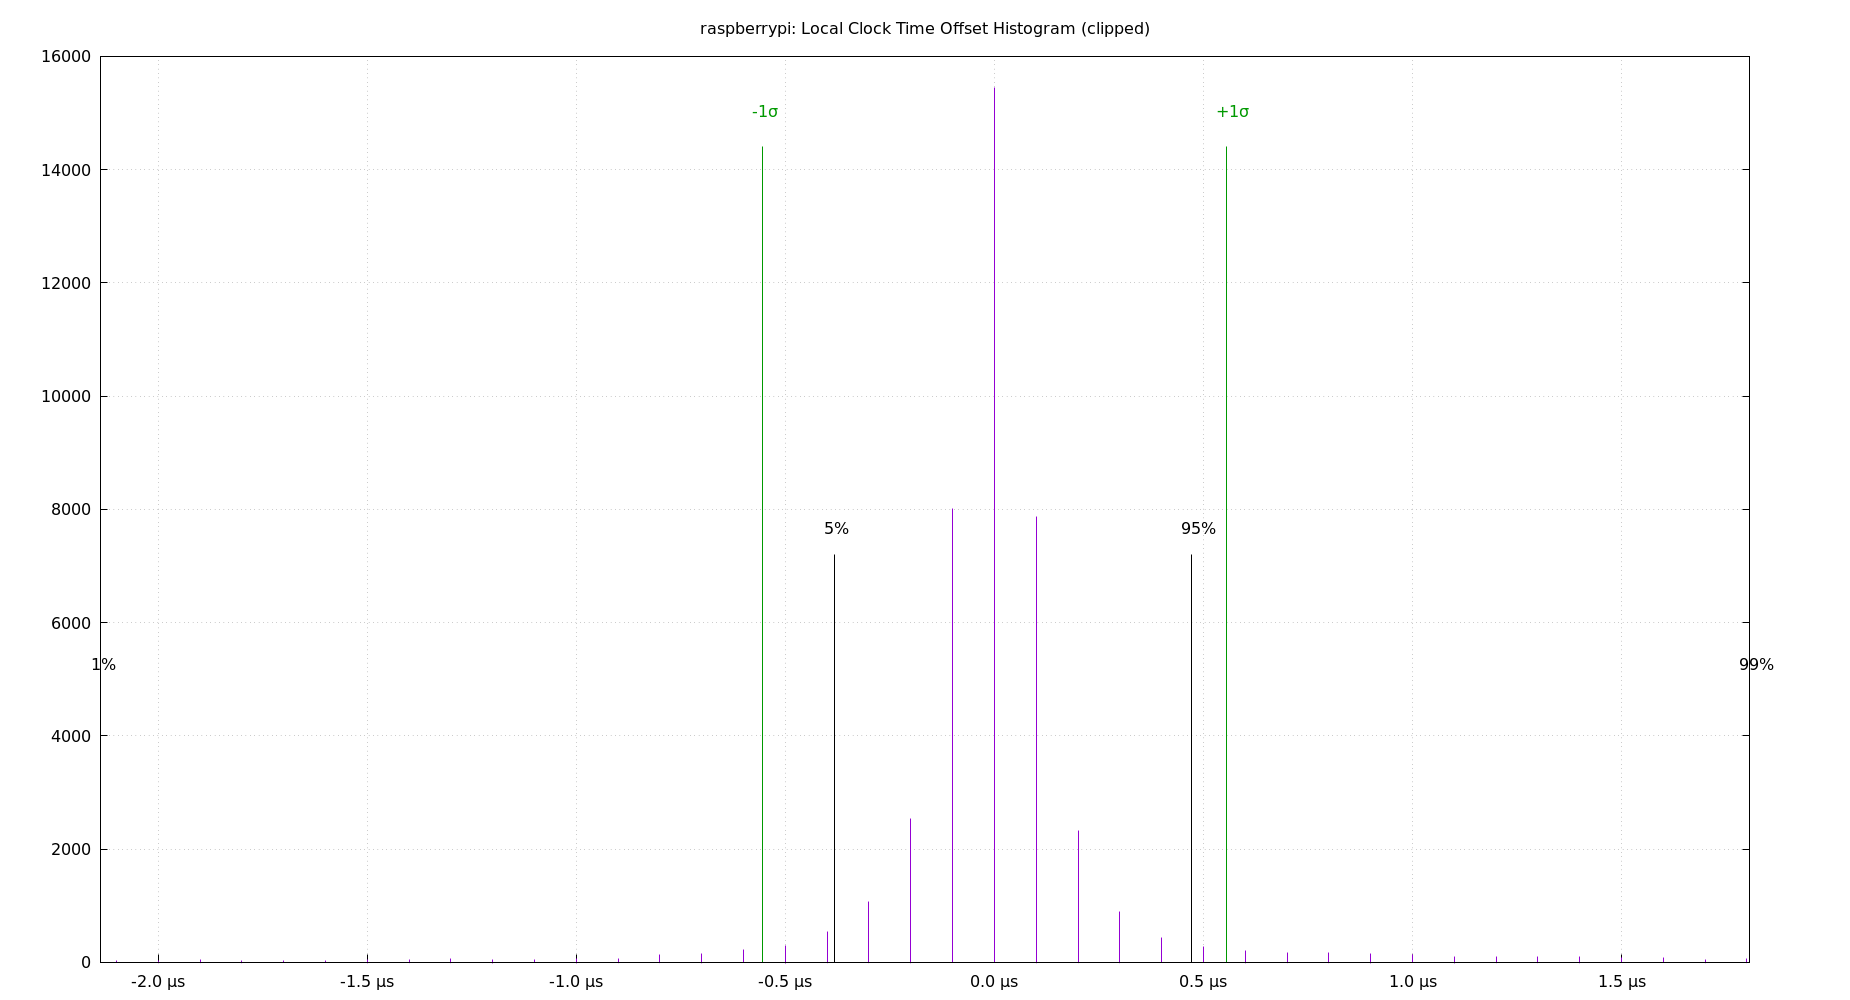 raspberrypi: Local Clock Time Offset Histogram (clipped)
16000
-1σ
+1σ
14000
12000
10000
8000
5%
95%
6000
1%
99%
4000
2000
0
-2.0 µs
-1.5 µs
-1.0 µs
-0.5 µs
0.0 µs
0.5 µs
1.0 µs
1.5 µs